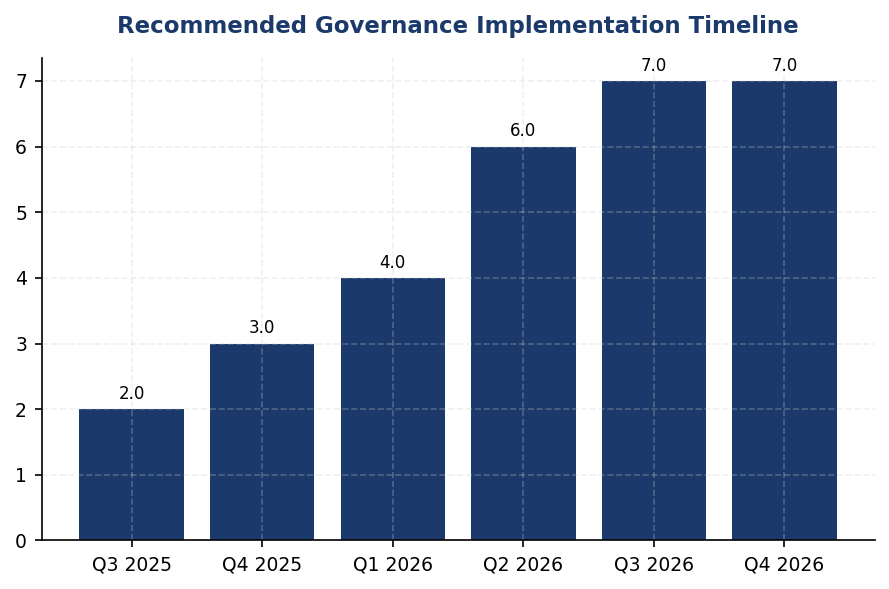 Recommended Governance Implementation Timeline
7
6
5
4
3
2
1
0
2.0
3.0
4.0
6.0
7.0
7.0
Q3 2025
Q4 2025
Q1 2026
Q2 2026
Q3 2026
Q4 2026